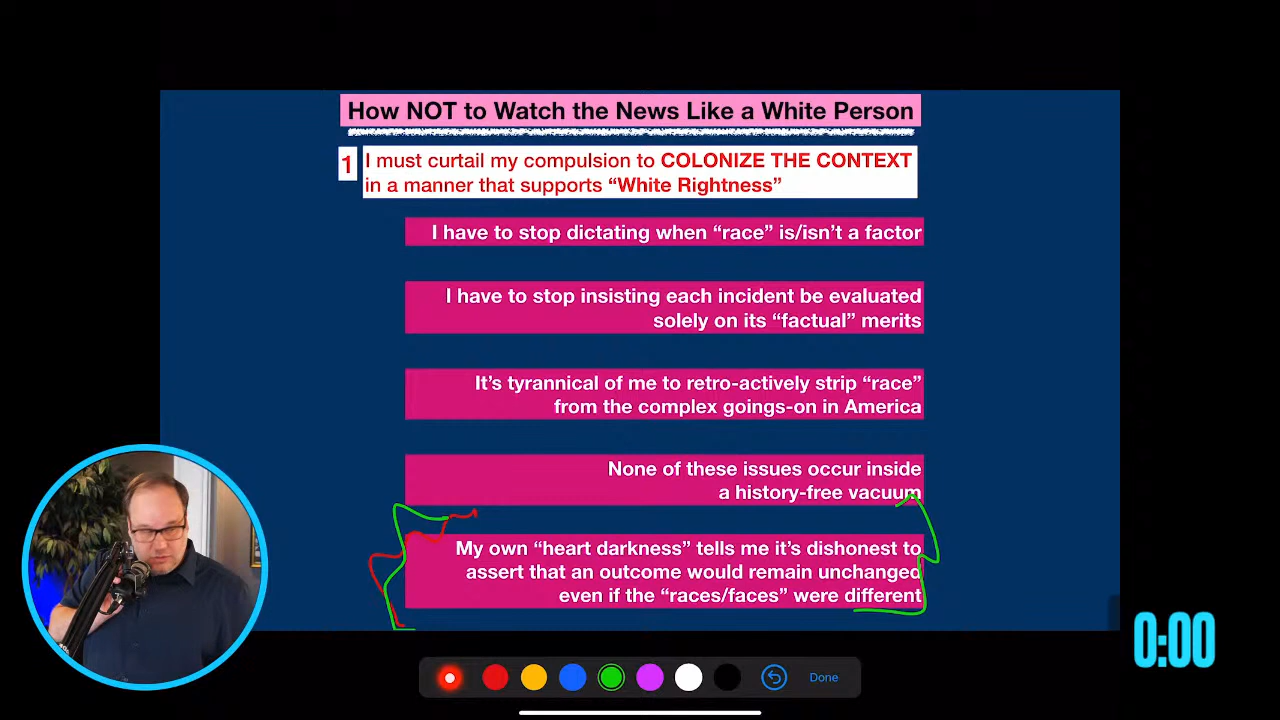 How NOT to Watch the News Like a White Person
1 I must curtail my compulsion to COLONIZE THE CONTEXT
in a manner that supports “White Rightness”
I have to stop dictating when “race” is/isn’t a factor
I have to stop insisting each incident be evaluated
solely on its “factual” merits
It’s tyrannical of me to retro-actively strip “race”
from the complex goings-on in America
None of these issues occur inside
a history-free vacuum
My own “heart darkness” tells me it’s dishonest to
assert that an outcome would remain unchanged
even if the “races/faces” were different
0:00
Done